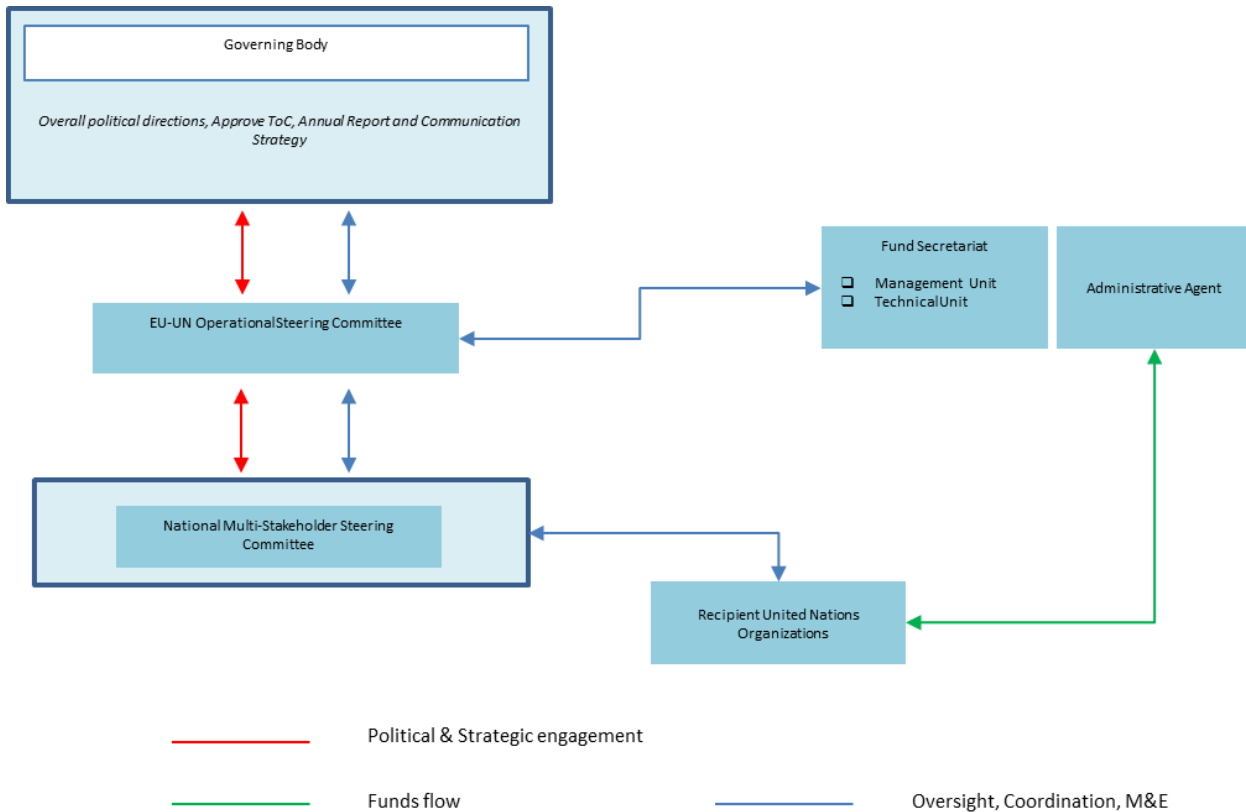 Governing Body
Overall political directions, Approve ToC, Annual Report and Communication
Strategy
EU-UN OperationalSteering Committee
Fund Secretariat
❑ Management Unit
❑ TechnicalUnit
Administrative Agent
National Multi-Stakeholder Steering
Committee
Recipient United Nations
Organizations
Political & Strategic engagement
Funds flow
Oversight, Coordination, M&E